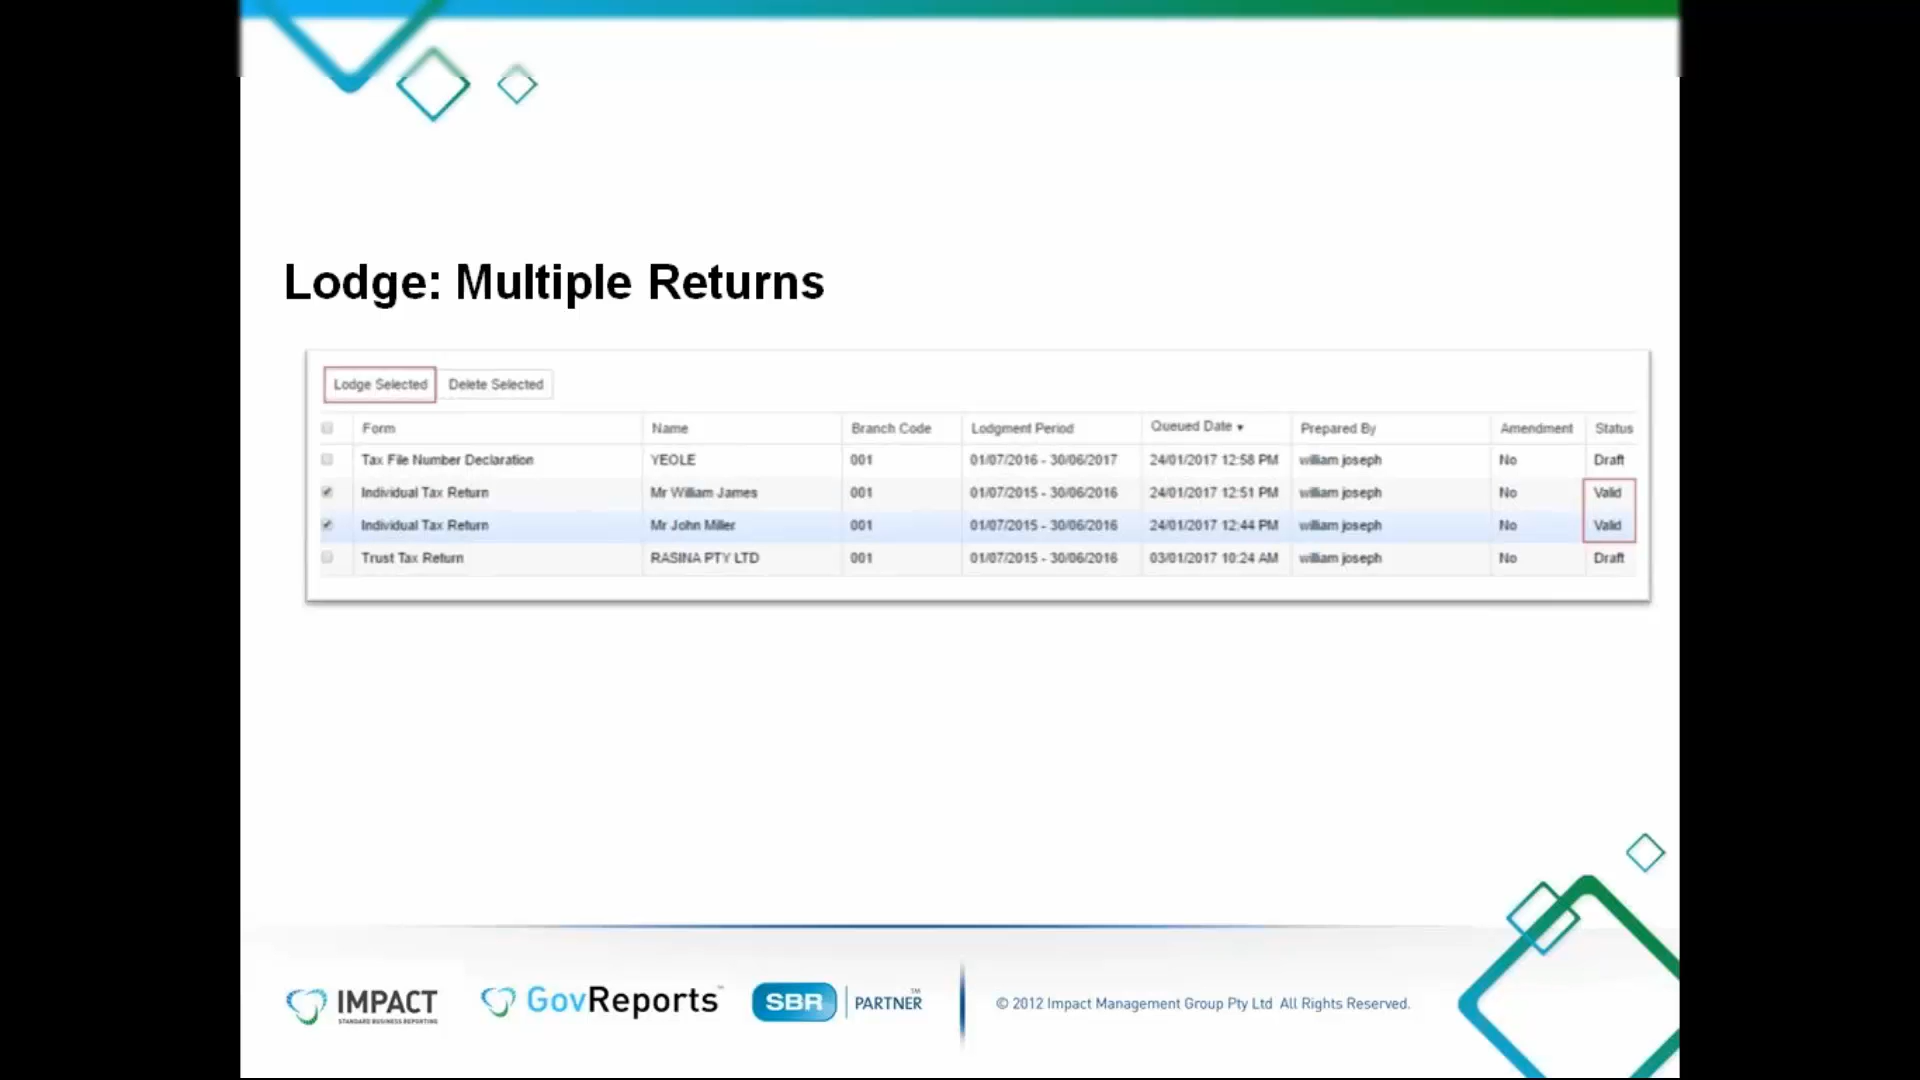 Lodge: Multiple Returns
Lodge Selected Delete Selected
Form Name Branch Code Lodgment Period Queued Date Prepared By Amendment Status
Tax File Number Declaration YEOLE 001 01/07/2016 - 30/06/2017 24/01/2017 12:58 PM william joseph No Draft
Individual Tax Return Mr William James 001 01/07/2015 - 30/06/2016 24/01/2017 12:51 PM william joseph No Valid
Individual Tax Return Mr John Miller 001 01/07/2015 - 30/06/2016 24/01/2017 12:44 PM william joseph No Valid
Trust Tax Return RASINA PTY LTD 001 01/07/2015 - 30/06/2016 03/01/2017 10:24 AM william joseph No Draft
IMPACT
STANDARD BUSINESS REPORTING
GovReports™
SBR PARTNER™
© 2012 Impact Management Group Pty Ltd All Rights Reserved.